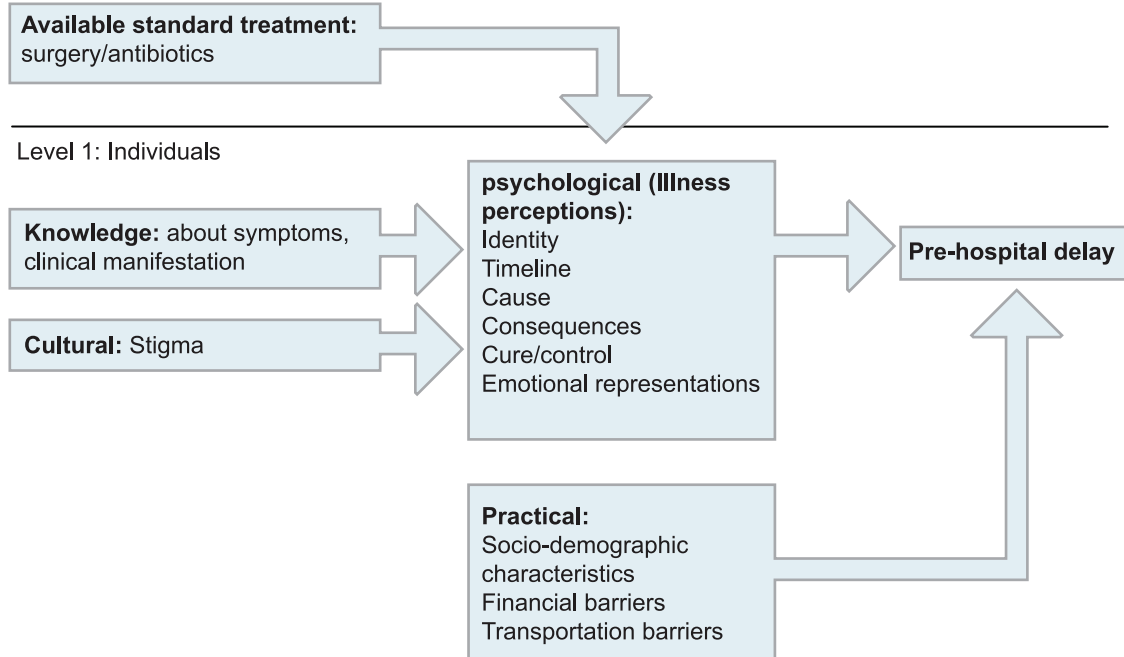 Available standard treatment:
surgery/antibiotics
Level 1: Individuals
Knowledge: about symptoms,
clinical manifestation
Cultural: Stigma
psychological (Illness
perceptions):
Identity
Timeline
Cause
Consequences
Cure/control
Emotional representations
Pre-hospital delay
Practical:
Socio-demographic
characteristics
Financial barriers
Transportation barriers